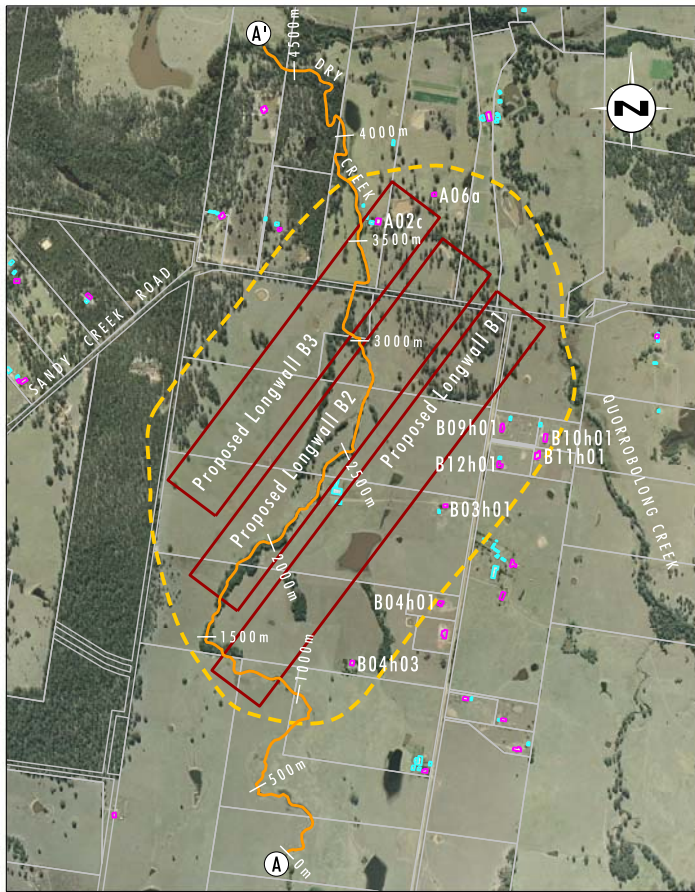 A'
4500m
DRY
N
4000m
CREEK
A06a
A02c
3500m
SANDY CREEK ROAD
3000m
Proposed Longwall B3
Proposed Longwall B2
Proposed Longwall B1
QUORROBOLONG CREEK
B09h01
B10h01
B11h01
B12h01
2500m
B03h01
2000m
B04h01
1500m
B04h03
1000m
500m
A
0m